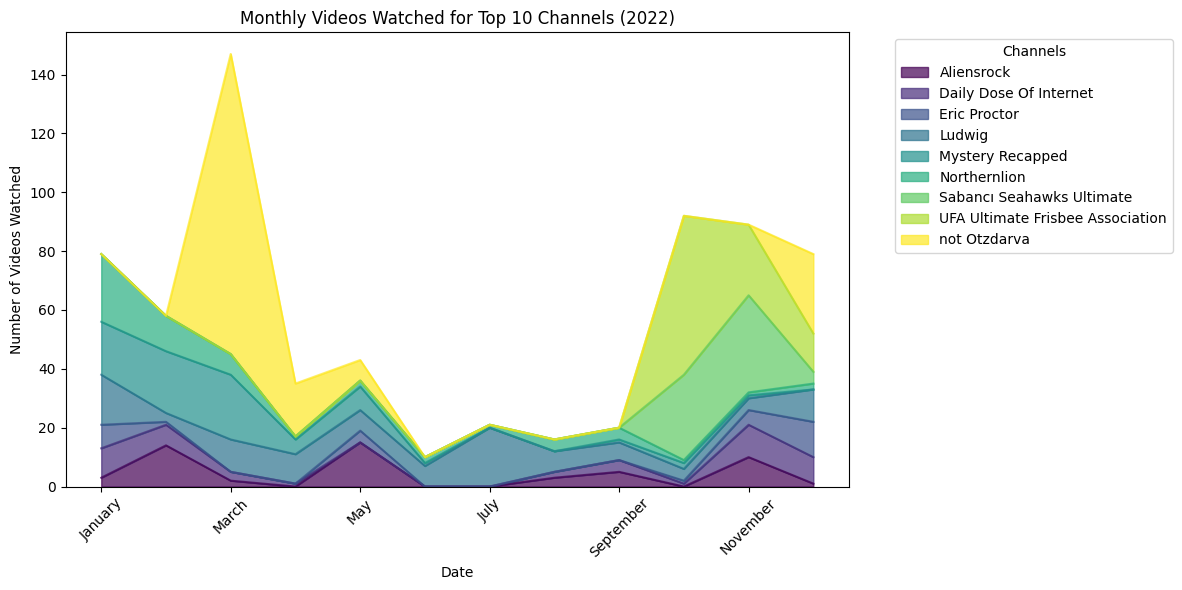 Monthly Videos Watched for Top 10 Channels (2022)
Number of Videos Watched
140
120
100
80
60
40
20
0
January
March
May
July
September
November
Date
Channels
Aliensrock
Daily Dose Of Internet
Eric Proctor
Ludwig
Mystery Recapped
Northernlion
Sabancı Seahawks Ultimate
UFA Ultimate Frisbee Association
not Otzdarva